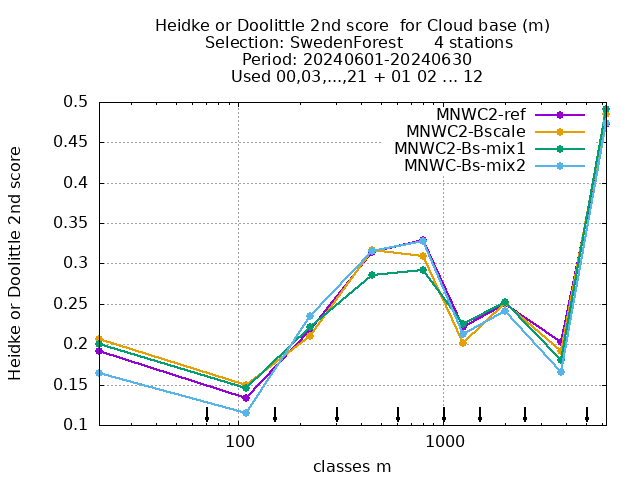 Heidke or Doolittle 2nd score  for Cloud base (m)
Selection: SwedenForest      4 stations
Period: 20240601-20240630
Used 00,03,...,21 + 01 02 ... 12
MNWC2-ref
MNWC2-Bscale
MNWC2-Bs-mix1
MNWC-Bs-mix2
Heidke or Doolittle 2nd score
0.5
0.45
0.4
0.35
0.3
0.25
0.2
0.15
0.1
100
1000
classes m